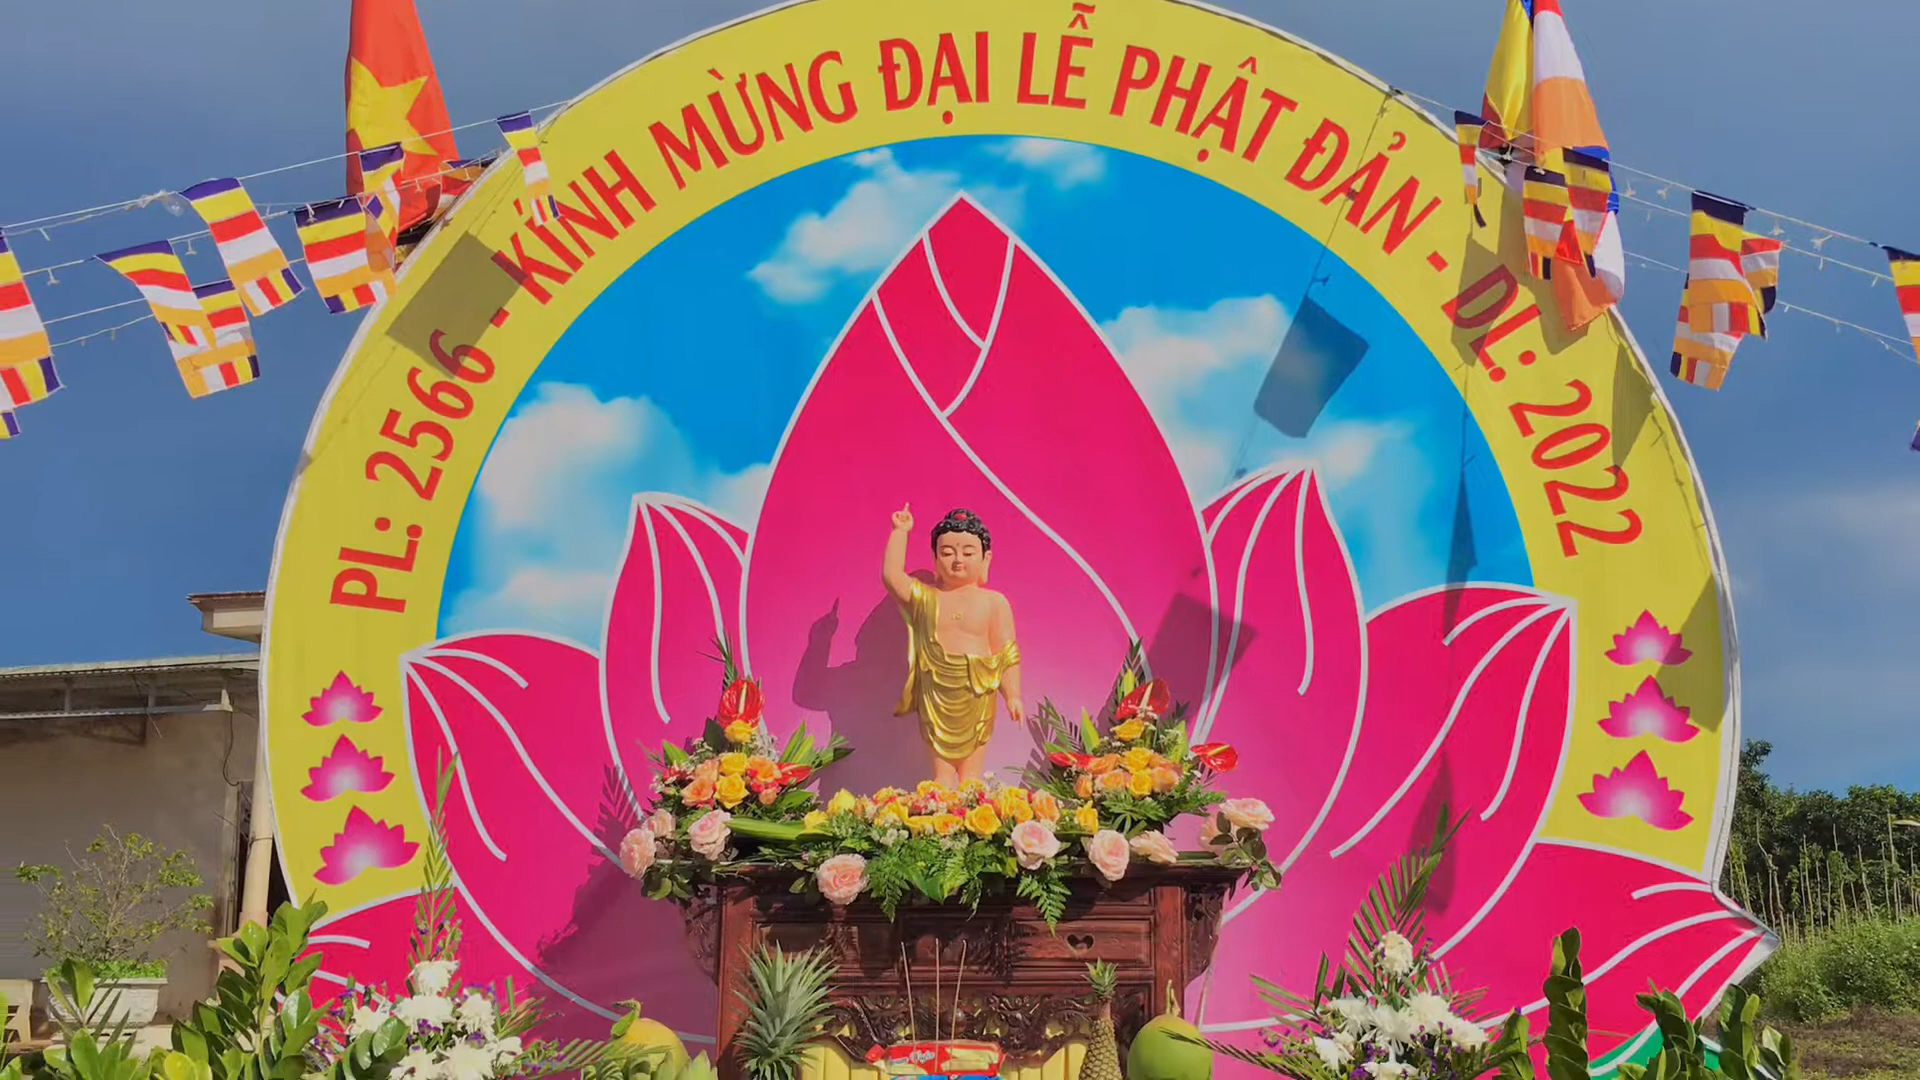 PL: 2566 - KÍNH MỪNG ĐẠI LỄ PHẬT ĐẢN - DL: 2022